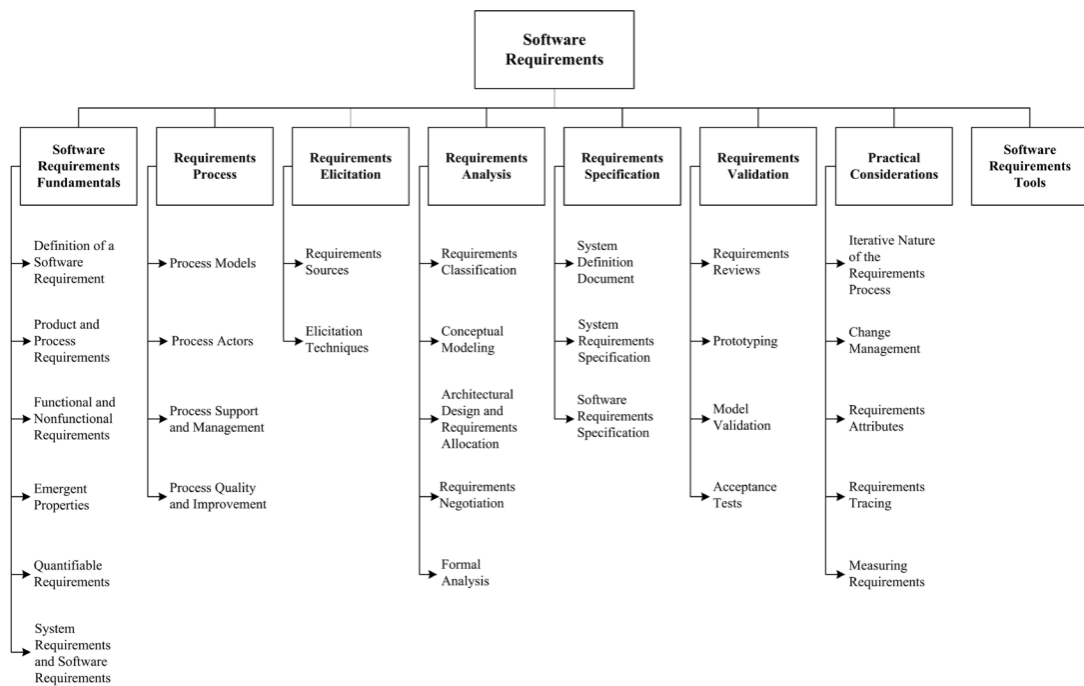 Software
Requirements
Software
Requirements
Fundamentals
Requirements
Process
Requirements
Elicitation
Requirements
Analysis
Requirements
Specification
Requirements
Validation
Practical
Considerations
Software
Requirements
Tools
Definition of a
Software
Requirement
Product and
Process
Requirements
Functional and
Nonfunctional
Requirements
Emergent
Properties
Quantifiable
Requirements
System
Requirements
and Software
Requirements
Process Models
Process Actors
Process Support
and Management
Process Quality
and Improvement
Requirements
Sources
Elicitation
Techniques
Requirements
Classification
Conceptual
Modeling
Architectural
Design and
Requirements
Allocation
Requirements
Negotiation
Formal
Analysis
System
Definition
Document
System
Requirements
Specification
Software
Requirements
Specification
Requirements
Reviews
Prototyping
Model
Validation
Acceptance
Tests
Iterative Nature
of the
Requirements
Process
Change
Management
Requirements
Attributes
Requirements
Tracing
Measuring
Requirements